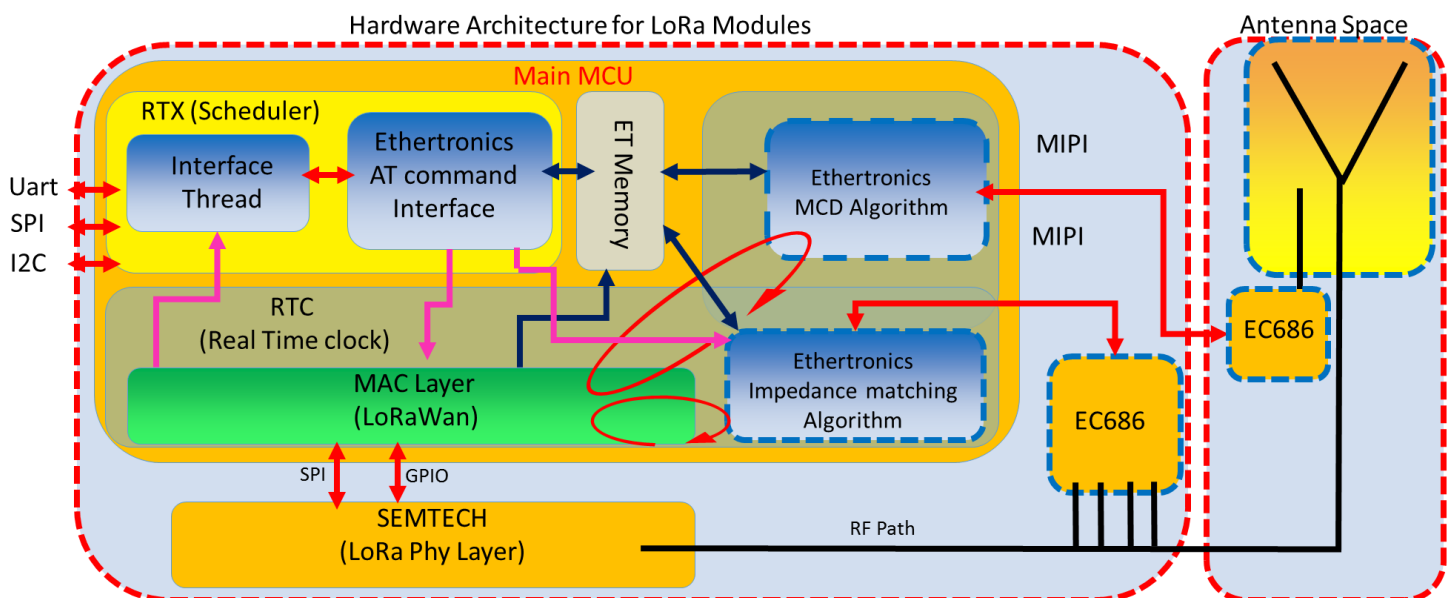 Hardware Architecture for LoRa Modules
Antenna Space
Main MCU
RTX (Scheduler)
Interface
Thread
Ethertronics
AT command
Interface
ET Memory
Ethertronics
MCD Algorithm
MIPI
MIPI
Uart
SPI
I2C
RTC
(Real Time clock)
MAC Layer
(LoRaWan)
Ethertronics
Impedance matching
Algorithm
EC686
EC686
SPI
GPIO
SEMTECH
(LoRa Phy Layer)
RF Path